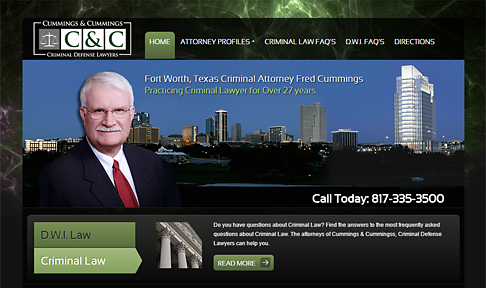 CUMMINGS & CUMMINGS
C&C
CRIMINAL DEFENSE LAWYERS
HOME
ATTORNEY PROFILES
CRIMINAL LAW FAQ'S
D.W.I. FAQ'S
DIRECTIONS
Fort Worth, Texas Criminal Attorney Fred Cummings
Practicing Criminal Lawyer for Over 27 years.
Call Today: 817-335-3500
D.W.I. Law
Criminal Law
Do you have questions about Criminal Law? Find the answers to the most frequently
asked questions about Criminal Law. The attorneys of Cummings & Cummingss, Criminal Defense
Lawyers can help you.
READ MORE